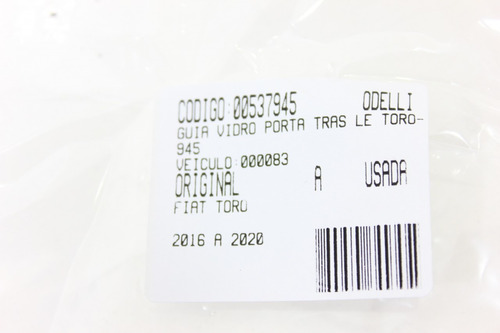 CODIGO:00537945 ODELLI
GUIA VIDRO PORTA TRAS LE TORO-
945
VEICULO:000083
ORIGINAL A USADA
FIAT TORO
2016 A 2020